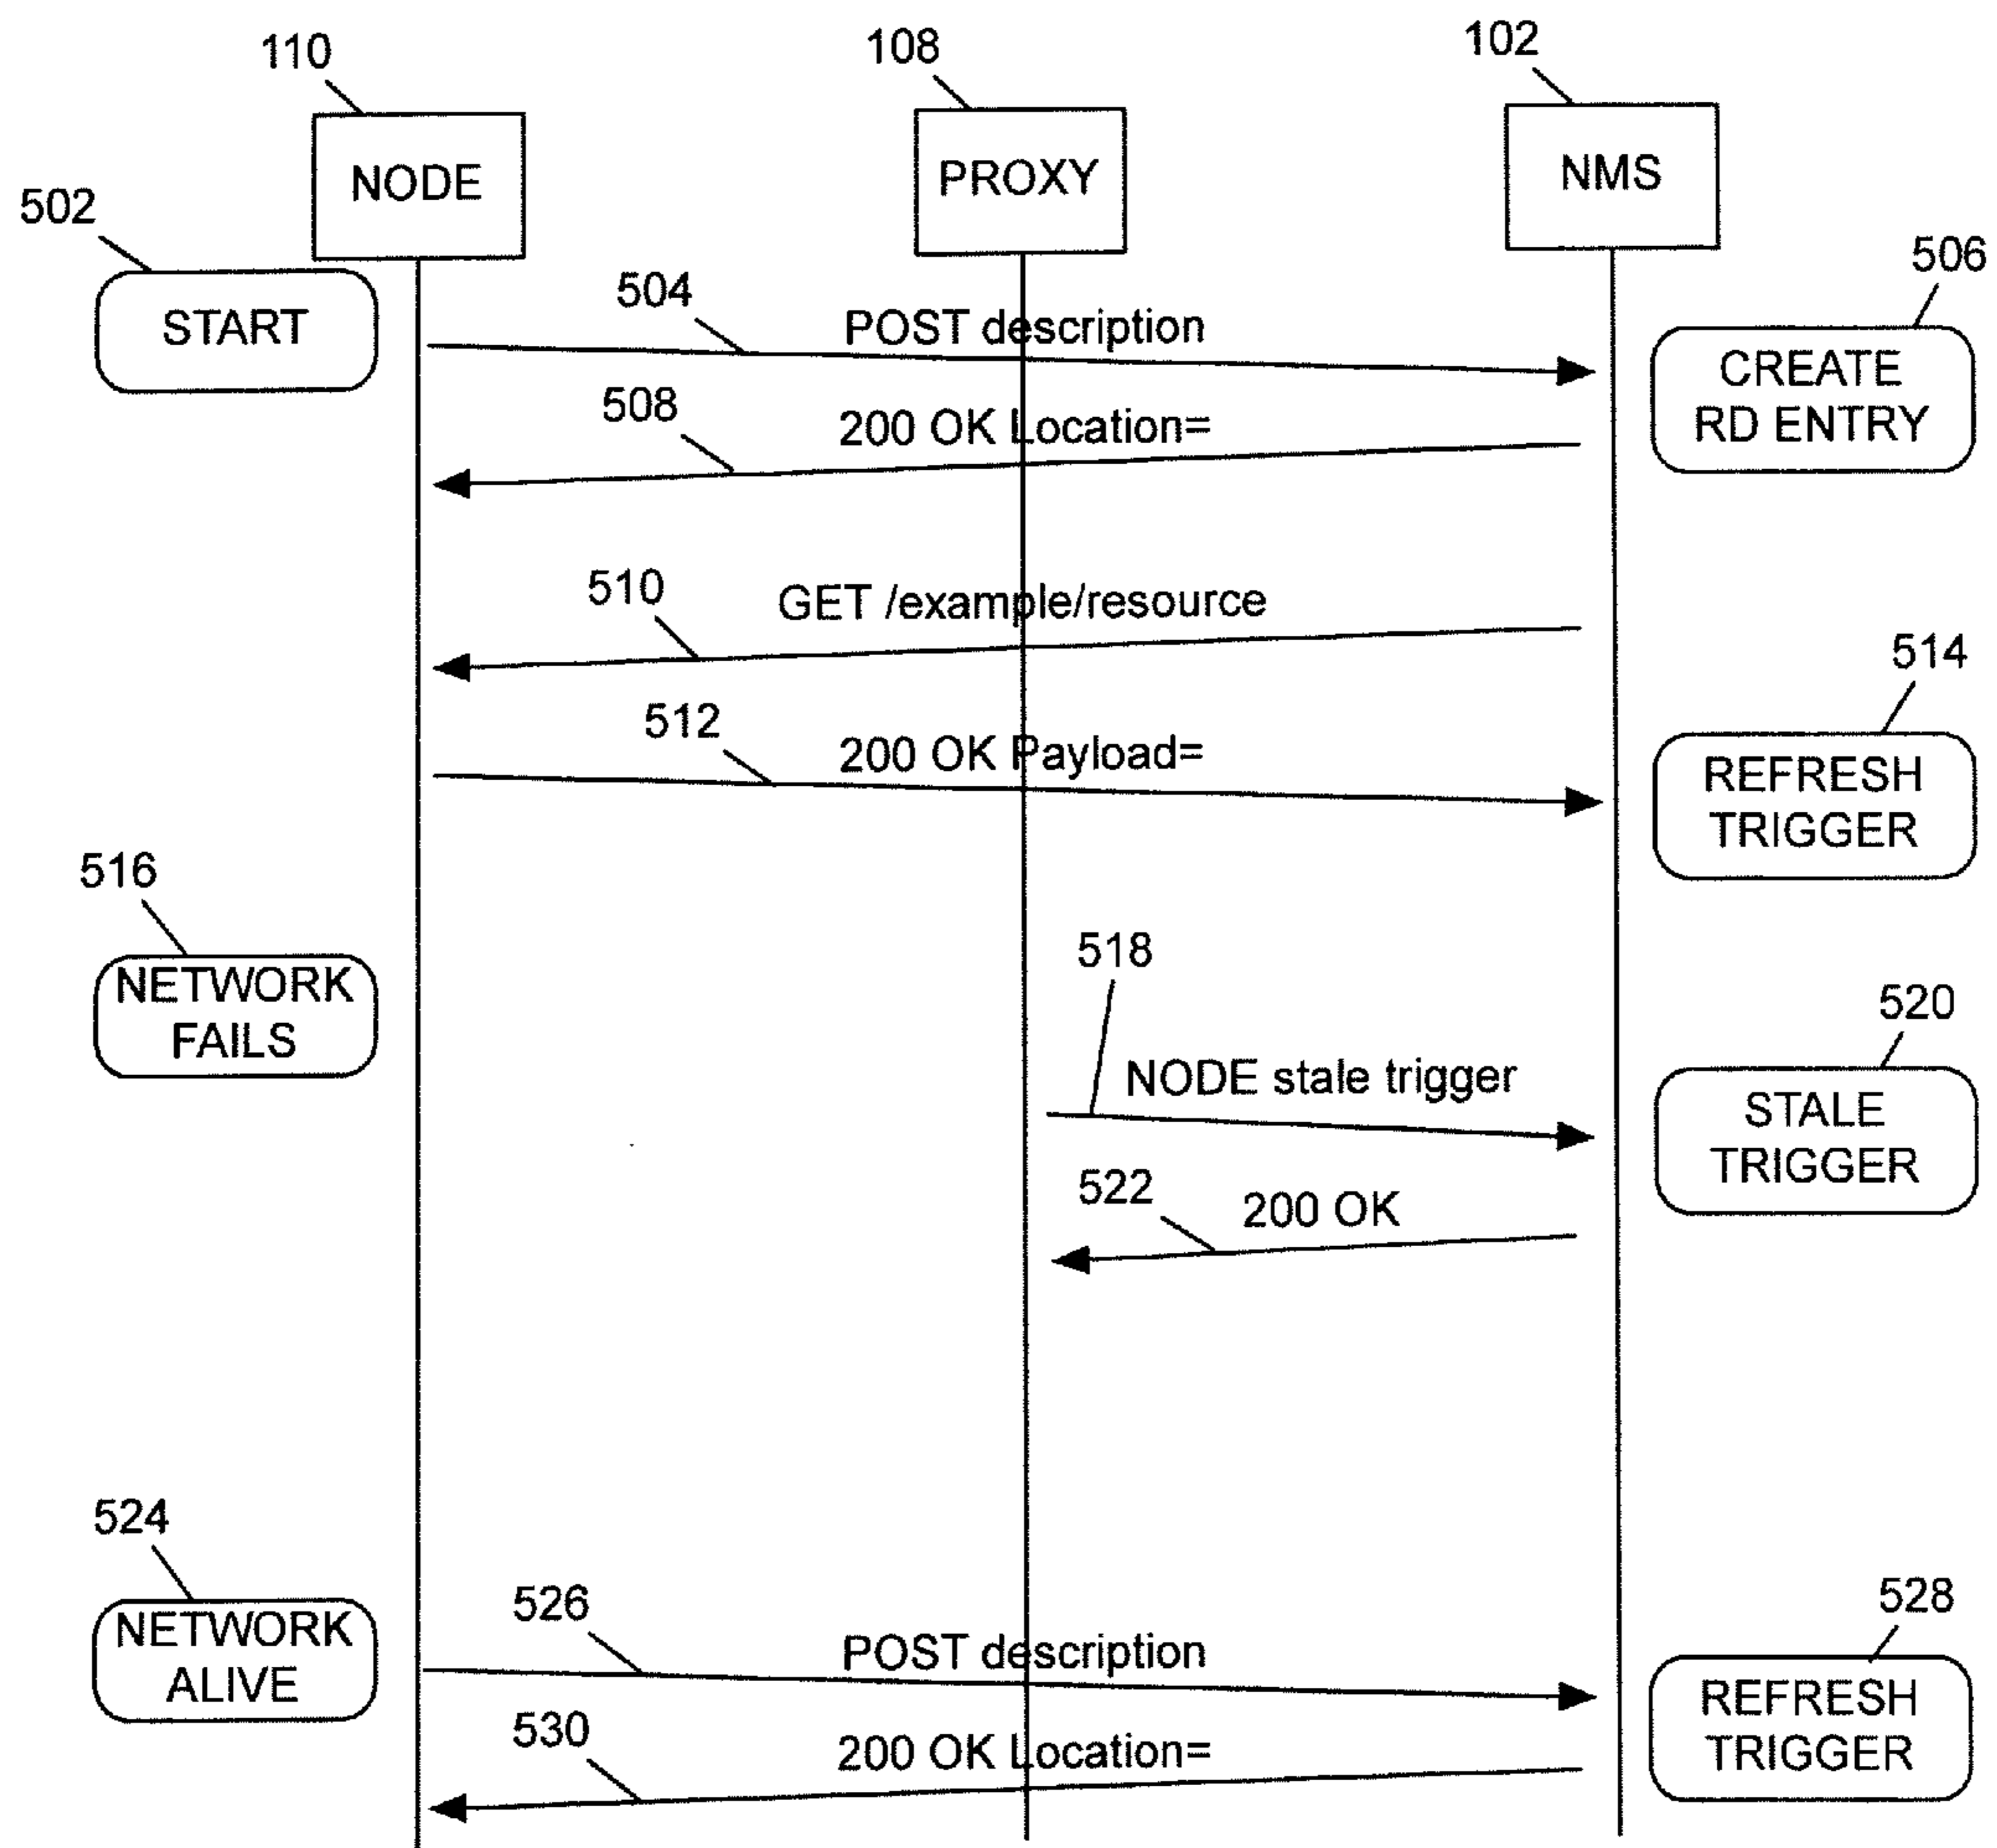 110
108
102
NODE
PROXY
NMS
502
START
504
POST description
506
CREATE
RD ENTRY
508
200 OK Location=
510
GET /example/resource
512
200 OK Payload=
514
REFRESH
TRIGGER
516
NETWORK
FAILS
518
NODE stale trigger
520
STALE
TRIGGER
522
200 OK
524
NETWORK
ALIVE
526
POST description
528
REFRESH
TRIGGER
530
200 OK Location=